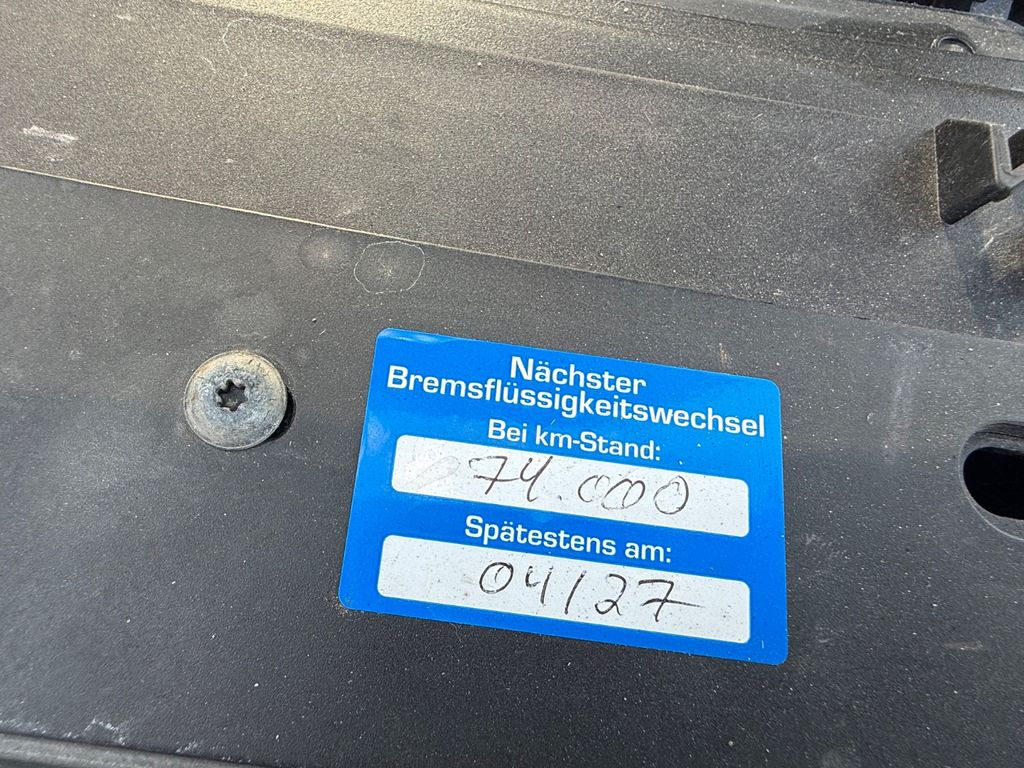 Nächster
Bremsflüssigkeitswechsel
Bei km-Stand:
74.000
Spätestens am:
04/27